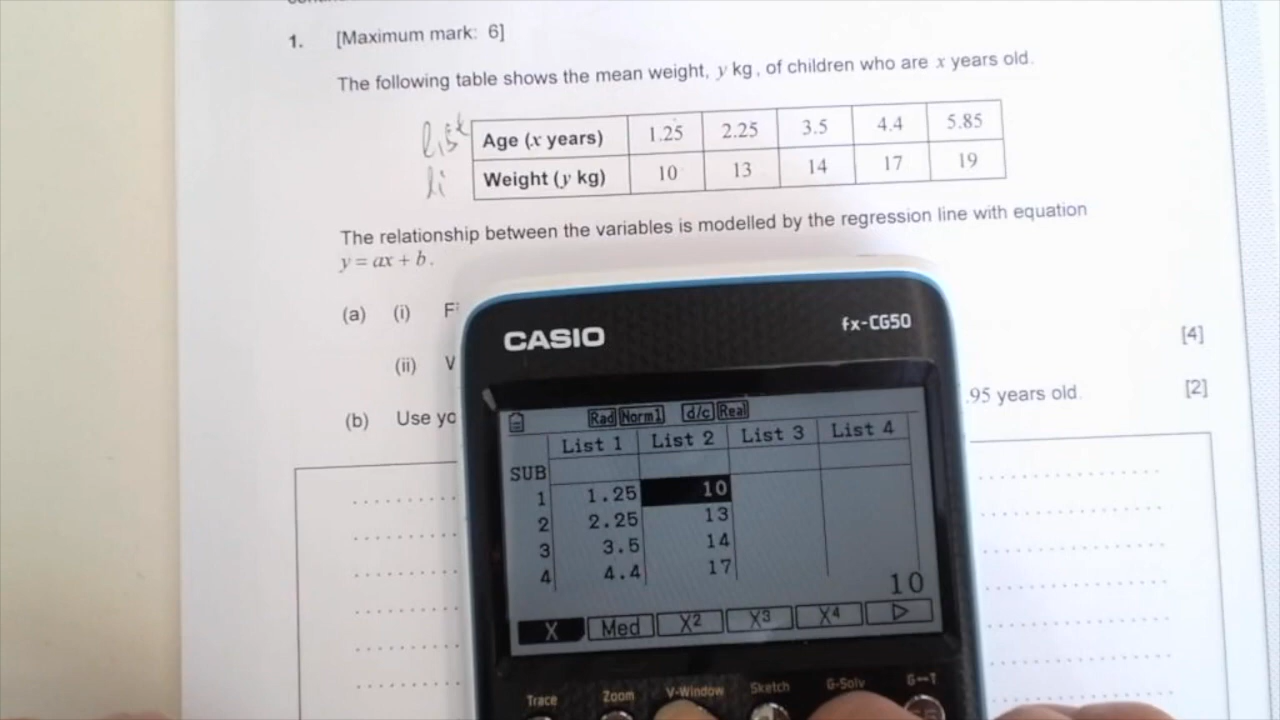 1. [Maximum mark: 6]
The following table shows the mean weight, y kg, of children who are x years old.
list Age (x years) 1.25 2.25 3.5 4.4 5.85
li Weight (y kg) 10 13 14 17 19
The relationship between the variables is modelled by the regression line with equation
y = ax + b.
(a) (i)
[4]
(ii)
(b) Use .95 years old. [2]
CASIO fx-CG50
Rad Norm1 d/c Real
List 1 List 2 List 3 List 4
SUB
1 1.25 10
2 2.25 13
3 3.5 14
4 4.4 17
10
X Med X² X³ X⁴ ▷
Trace Zoom V-Window Sketch G-Solv G↔T